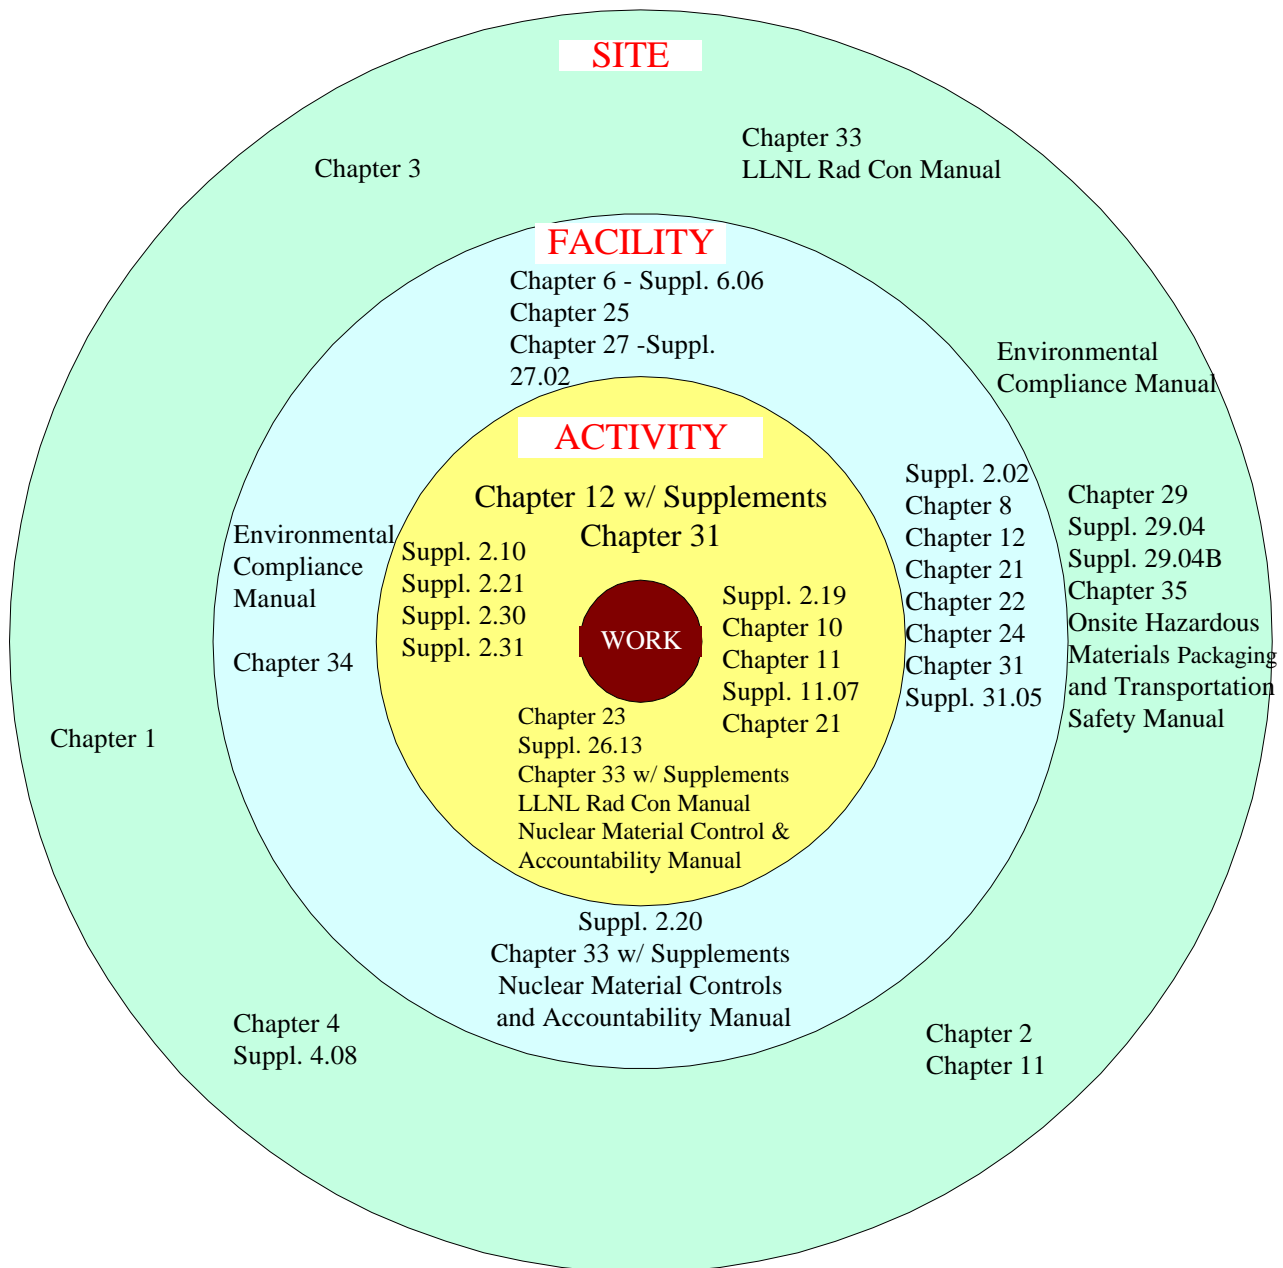 SITE
Chapter 3
Chapter 33
LLNL Rad Con Manual
FACILITY
Chapter 6 - Suppl. 6.06
Chapter 25
Chapter 27 -Suppl.
27.02
Environmental
Compliance Manual
ACTIVITY
Chapter 12 w/ Supplements
Chapter 31
Environmental
Compliance
Manual
Chapter 34
Suppl. 2.10
Suppl. 2.21
Suppl. 2.30
Suppl. 2.31
WORK
Suppl. 2.19
Chapter 10
Chapter 11
Suppl. 11.07
Chapter 21
Suppl. 2.02
Chapter 8
Chapter 12
Chapter 21
Chapter 22
Chapter 24
Chapter 31
Suppl. 31.05
Chapter 29
Suppl. 29.04
Suppl. 29.04B
Chapter 35
Onsite Hazardous
Materials Packaging
and Transportation
Safety Manual
Chapter 1
Chapter 23
Suppl. 26.13
Chapter 33 w/ Supplements
LLNL Rad Con Manual
Nuclear Material Control &
Accountability Manual
Suppl. 2.20
Chapter 33 w/ Supplements
Nuclear Material Controls
and Accountability Manual
Chapter 4
Suppl. 4.08
Chapter 2
Chapter 11